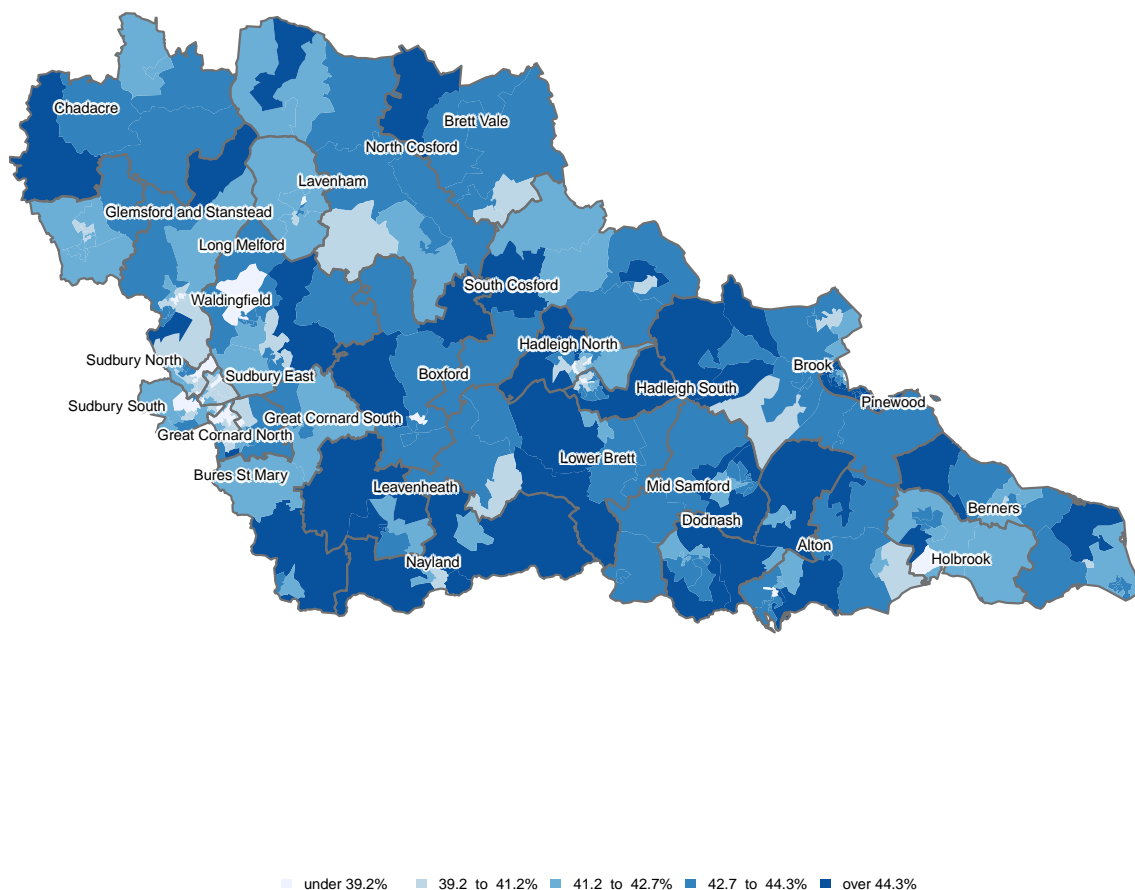 Chadacre
Brett Vale
North Cosford
Lavenham
Glemsford and Stanstead
Long Melford
South Cosford
Waldingfield
Hadleigh North
Sudbury North
Brook
Boxford
Sudbury East
Hadleigh South
Pinewood
Sudbury South
Great Cornard South
Great Cornard North
Lower Brett
Bures St Mary
Leavenheath
Mid Samford
Berners
Dodnash
Alton
Holbrook
Nayland
under 39.2% 39.2 to 41.2% 41.2 to 42.7% 42.7 to 44.3% over 44.3%